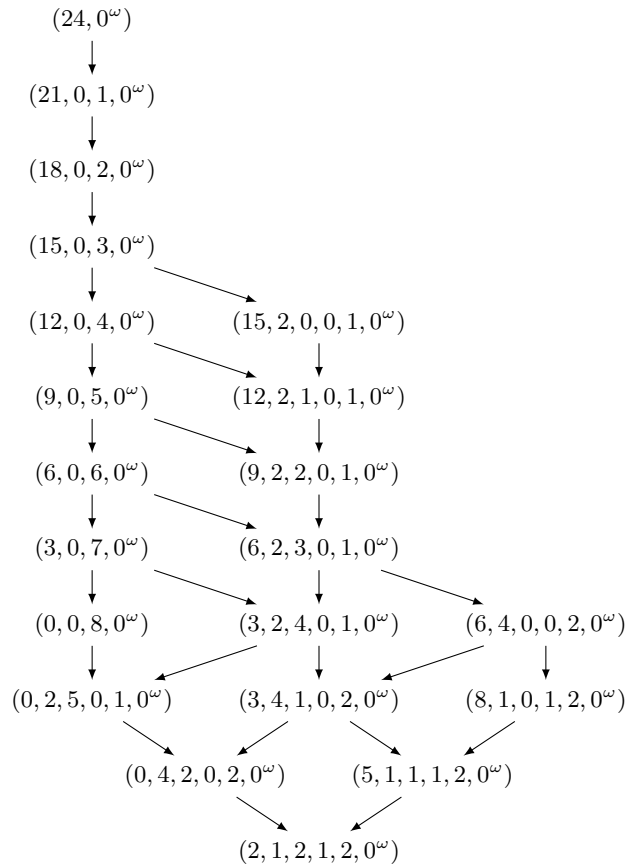 (24, 0^ω)
(21, 0, 1, 0^ω)
(18, 0, 2, 0^ω)
(15, 0, 3, 0^ω)
(12, 0, 4, 0^ω) (15, 2, 0, 0, 1, 0^ω)
(9, 0, 5, 0^ω) (12, 2, 1, 0, 1, 0^ω)
(6, 0, 6, 0^ω) (9, 2, 2, 0, 1, 0^ω)
(3, 0, 7, 0^ω) (6, 2, 3, 0, 1, 0^ω)
(0, 0, 8, 0^ω) (3, 2, 4, 0, 1, 0^ω) (6, 4, 0, 0, 2, 0^ω)
(0, 2, 5, 0, 1, 0^ω) (3, 4, 1, 0, 2, 0^ω) (8, 1, 0, 1, 2, 0^ω)
(0, 4, 2, 0, 2, 0^ω) (5, 1, 1, 1, 2, 0^ω)
(2, 1, 2, 1, 2, 0^ω)